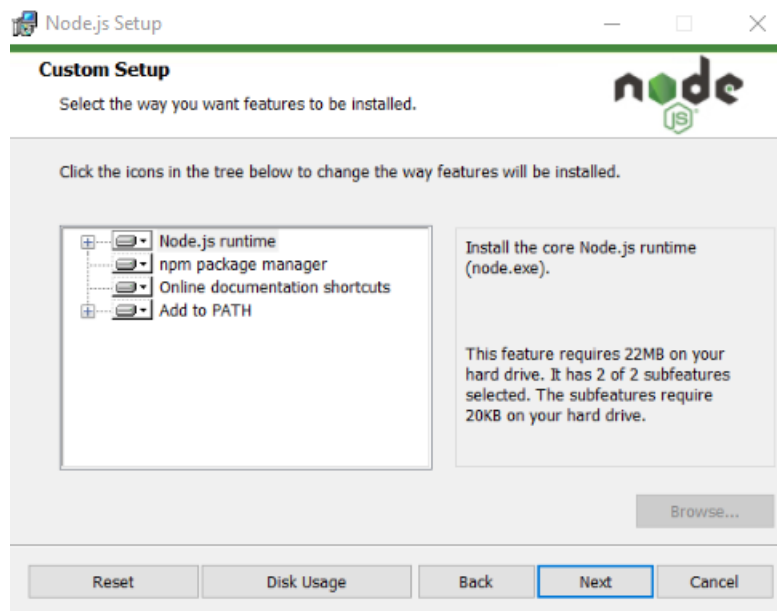 Node.js Setup
Custom Setup
Select the way you want features to be installed.
node
JS
Click the icons in the tree below to change the way features will be installed.
Node.js runtime
npm package manager
Online documentation shortcuts
Add to PATH
Install the core Node.js runtime
(node.exe).
This feature requires 22MB on your
hard drive. It has 2 of 2 subfeatures
selected. The subfeatures require
20KB on your hard drive.
Browse...
Reset
Disk Usage
Back
Next
Cancel